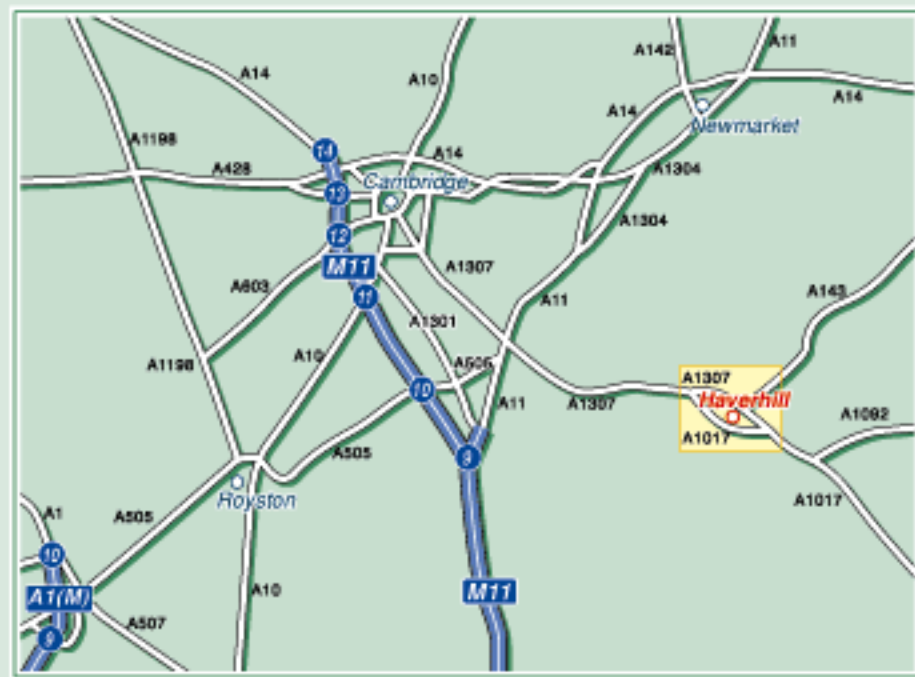 A142
A11
A14
A10
A14
A14
A1198
14
A14
Newmarket
A428
A1304
Cambridge
13
A1304
12
M11
A1307
A603
11
A11
A143
A1301
A1198
A10
A505
10
A1307
Haverhill
A11
A1307
A1092
A1017
9
A505
Royston
A1017
A1
A505
10
A10
M11
A1(M)
A507
9